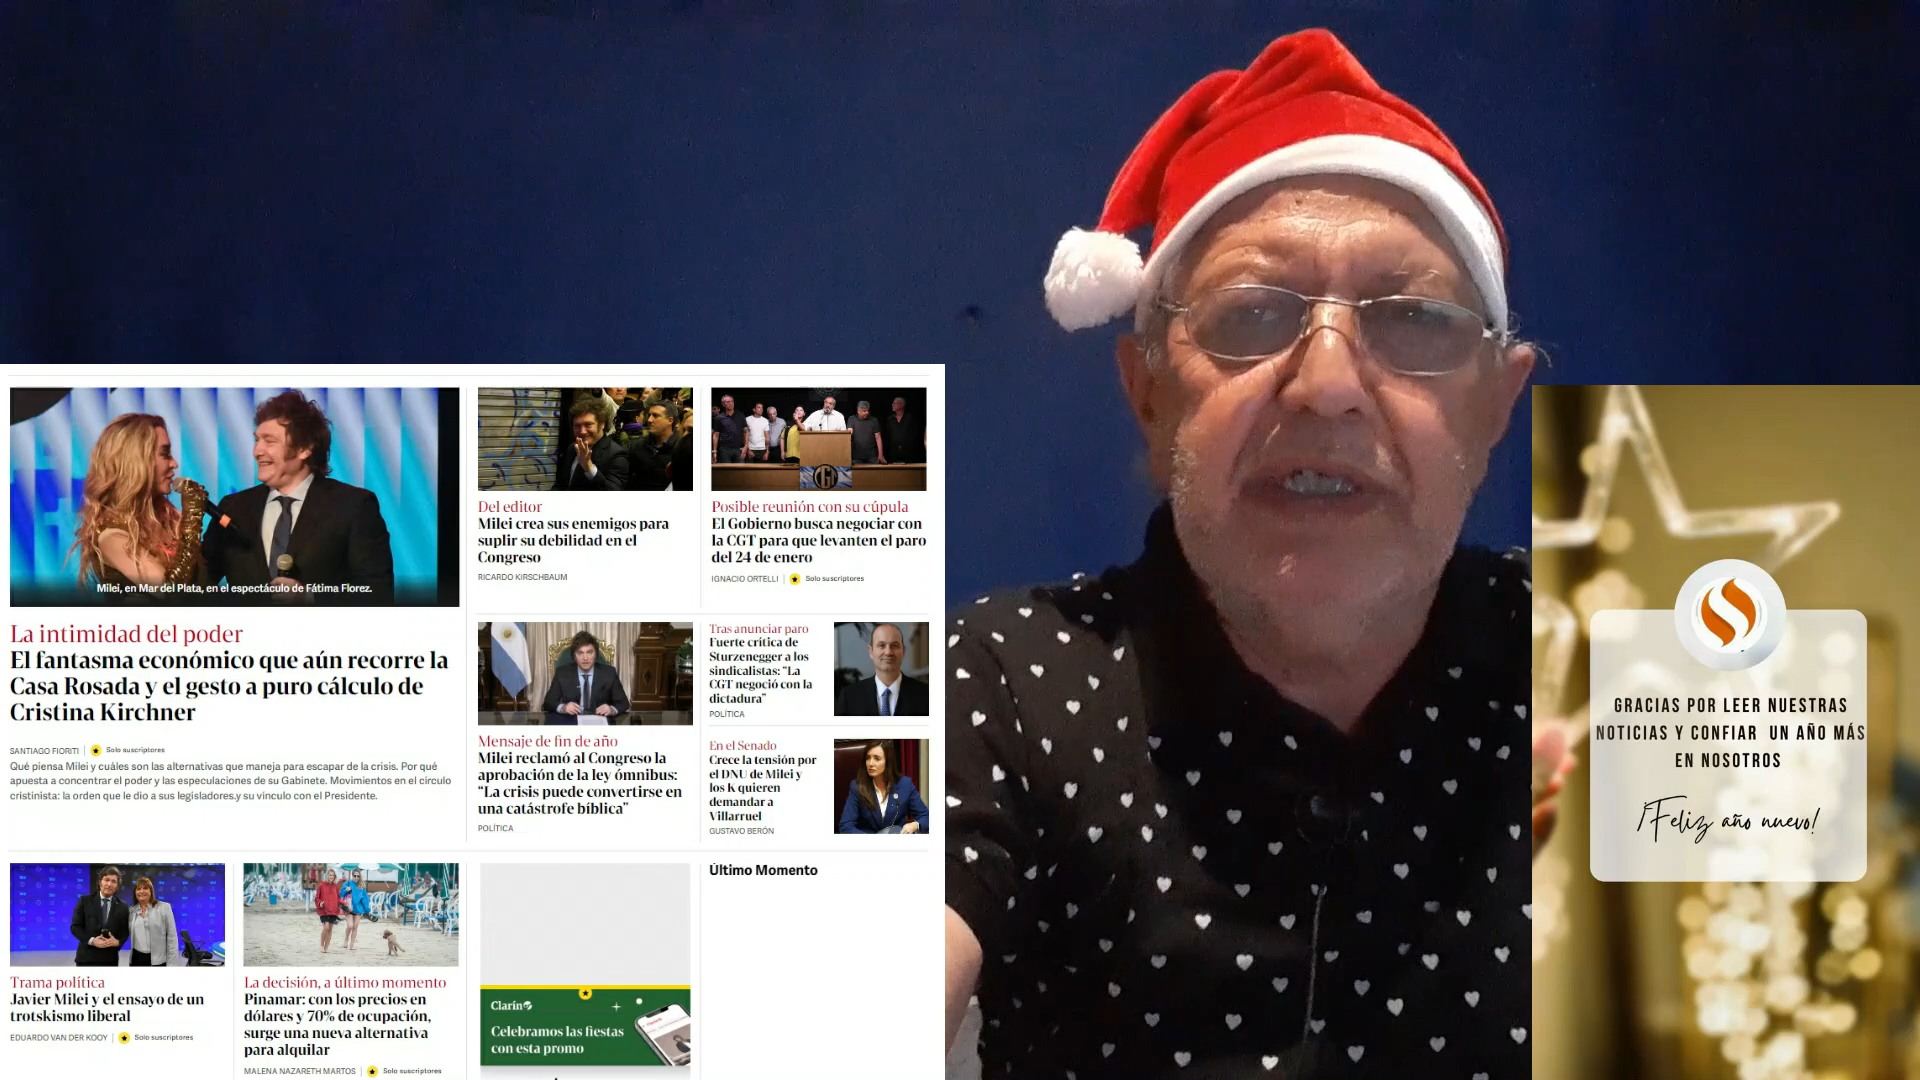 Milei, en Mar del Plata, en el espectáculo de Fátima Florez.
La intimidad del poder
El fantasma económico que aún recorre la
Casa Rosada y el gesto a puro cálculo de
Cristina Kirchner
SANTIAGO FIORITI | Solo suscriptores
Qué piensa Milei y cuáles son las alternativas que maneja para escapar de la crisis. Por qué
apuesta a concentrar el poder y las especulaciones de su Gabinete. Movimientos en el círculo
cristinista: la orden que le dio a sus legisladores.y su vínculo con el Presidente.
Del editor
Milei crea sus enemigos para
suplir su debilidad en el
Congreso
RICARDO KIRSCHBAUM
CGT
Posible reunión con su cúpula
El Gobierno busca negociar con
la CGT para que levanten el paro
del 24 de enero
IGNACIO ORTELLI | Solo suscriptores
Mensaje de fin de año
Milei reclamó al Congreso la
aprobación de la ley ómnibus:
“La crisis puede convertirse en
una catástrofe bíblica”
POLÍTICA
Tras anunciar paro
Fuerte crítica de
Sturzenegger a los
sindicalistas: “La
CGT negoció con la
dictadura”
POLÍTICA
En el Senado
Crece la tensión por
el DNU de Milei y
los K quieren
demandar a
Villarruel
GUSTAVO BERÓN
Trama política
Javier Milei y el ensayo de un
trotskismo liberal
EDUARDO VAN DER KOOY | Solo suscriptores
La decisión, a último momento
Pinamar: con los precios en
dólares y 70% de ocupación,
surge una nueva alternativa
para alquilar
MALENA NAZARETH MARTOS | Solo suscriptores
Clarín
Celebramos las fiestas
con esta promo
Último Momento
GRACIAS POR LEER NUESTRAS
NOTICIAS Y CONFIAR UN AÑO MÁS
EN NOSOTROS
¡Feliz año nuevo!